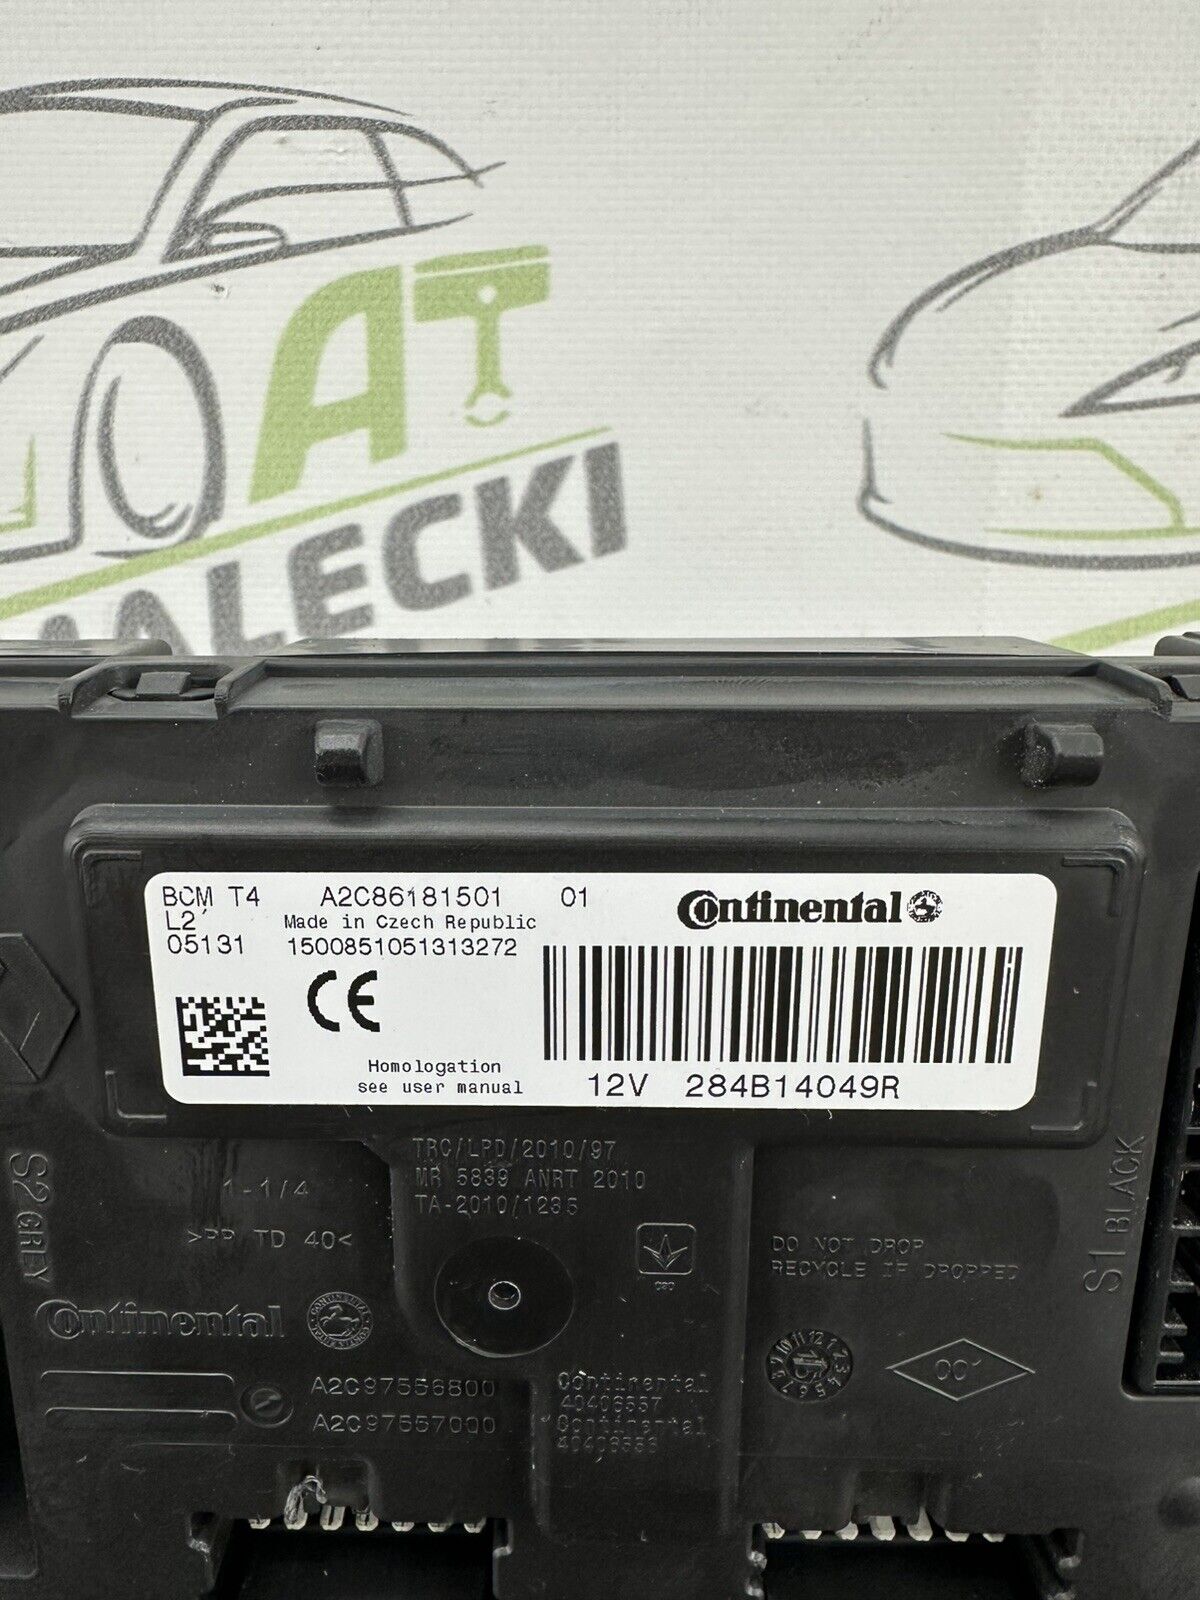 AT
MALECKI
BCM T4 A2C86181501 01 Continental
L2 Made in Czech Republic
05131 1500851051313272
CE
Homologation
see user manual
12V 284B14049R
TRC/LPD/2010/97
MR 5839 ANRT 2010
TA-2010/1235
1-1/4
>PP TD 40<
S2 GREY
S1 BLACK
DO NOT DROP
RECYCLE IF DROPPED
Continental
A2C97556800
A2C97557000
Continental
Continental
001